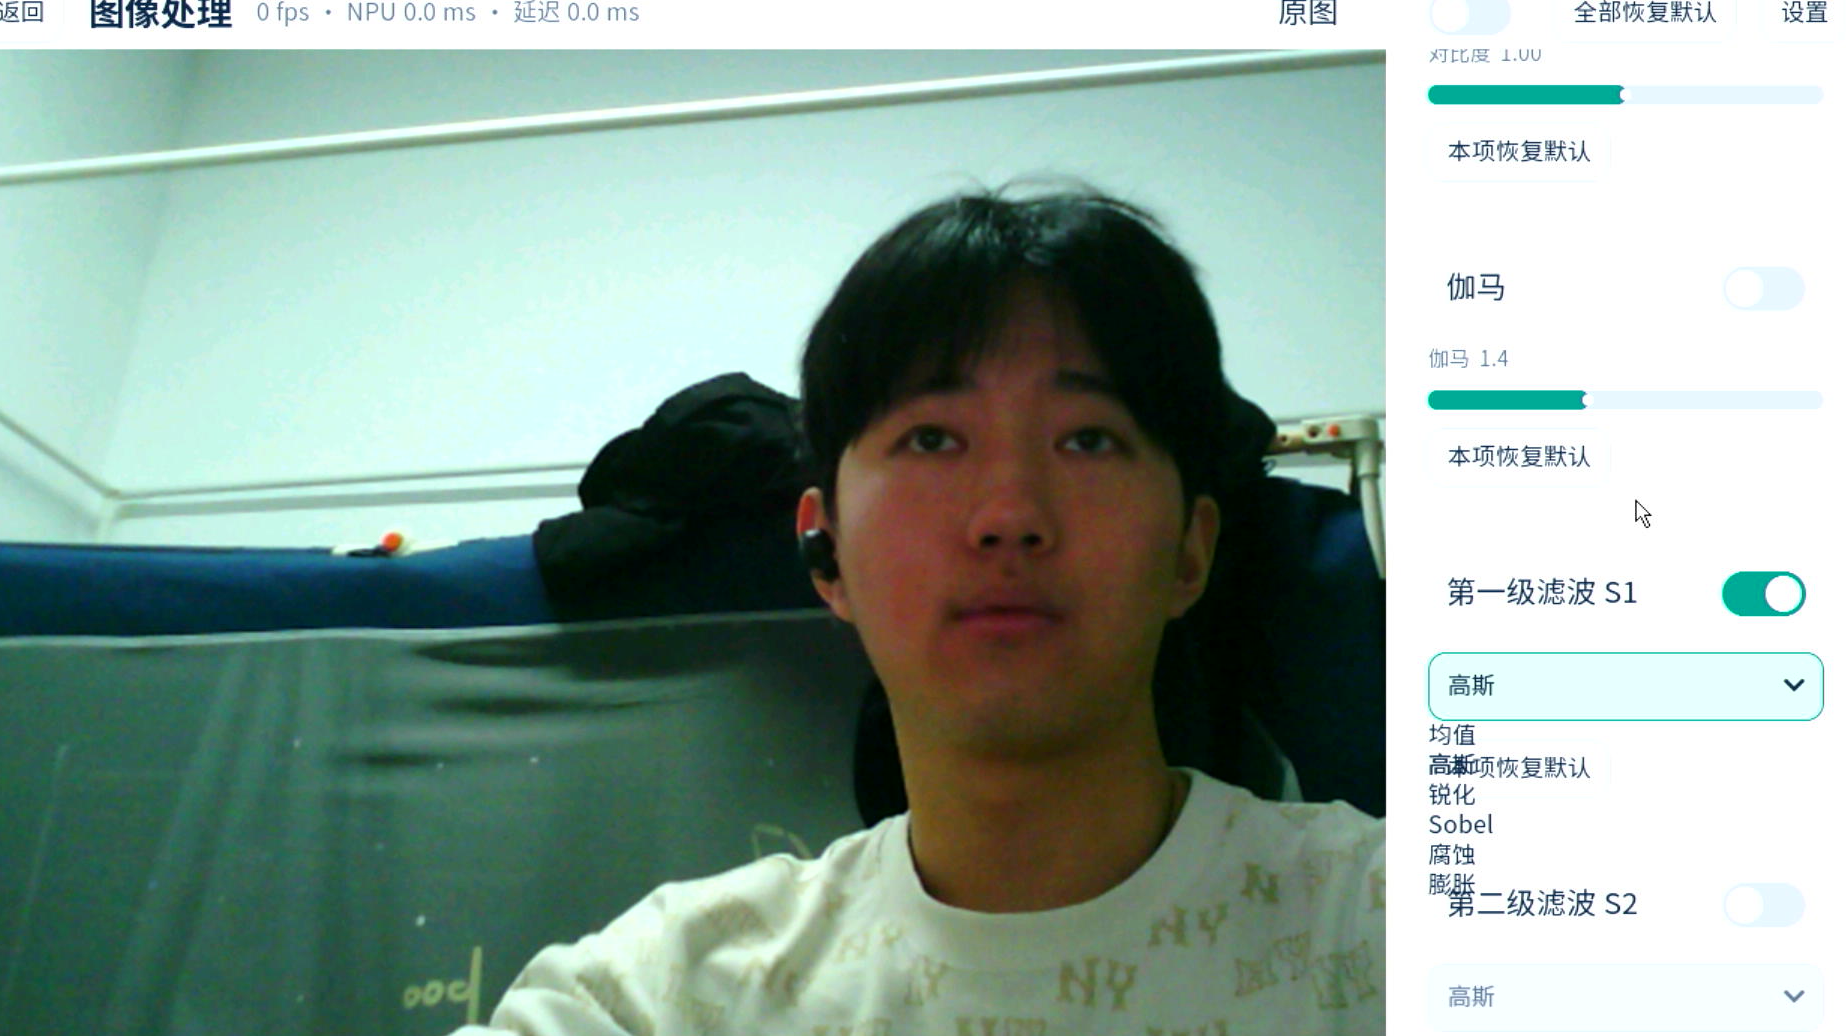 返回 图像处理 0 fps · NPU 0.0 ms · 延迟 0.0 ms 原图 全部恢复默认 设置
对比度 1.00
本项恢复默认
伽马
伽马 1.4
本项恢复默认
第一级滤波 S1
高斯
均值
高斯
本项恢复默认
锐化
Sobel
腐蚀
膨胀
第二级滤波 S2
高斯